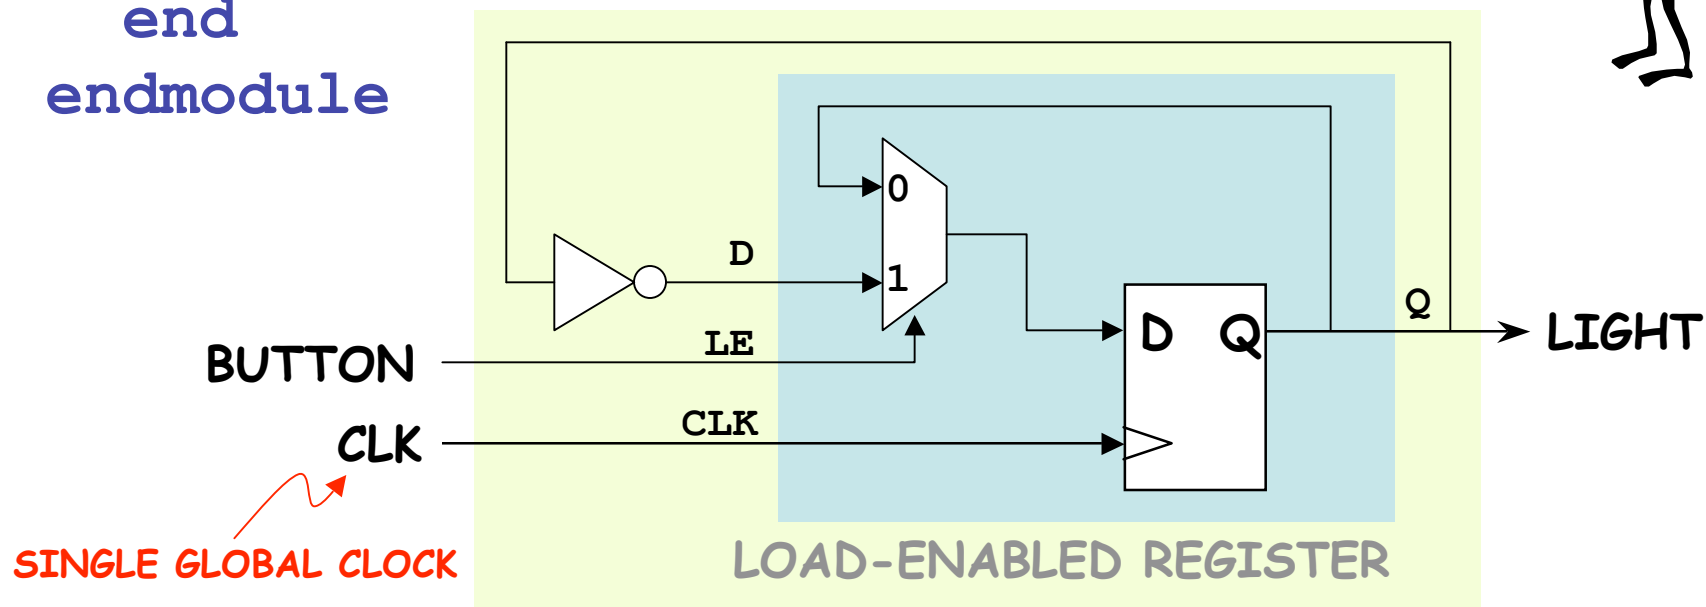 end
endmodule
0
D
1
LE
BUTTON
D Q
Q
LIGHT
CLK
CLK
SINGLE GLOBAL CLOCK
LOAD-ENABLED REGISTER